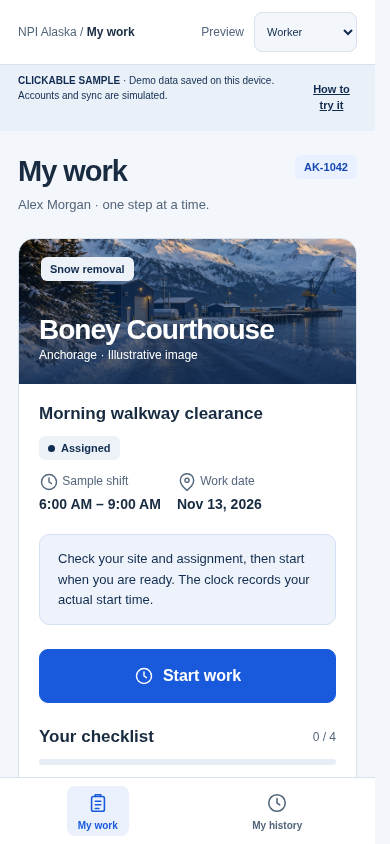 NPI Alaska / My work
Preview
Worker
CLICKABLE SAMPLE · Demo data saved on this device.
Accounts and sync are simulated.
How to
try it
My work
AK-1042
Alex Morgan · one step at a time.
Snow removal
Boney Courthouse
Anchorage · Illustrative image
Morning walkway clearance
Assigned
Sample shift
Work date
6:00 AM – 9:00 AM
Nov 13, 2026
Check your site and assignment, then start
when you are ready. The clock records your
actual start time.
Start work
Your checklist
0 / 4
My work
My history